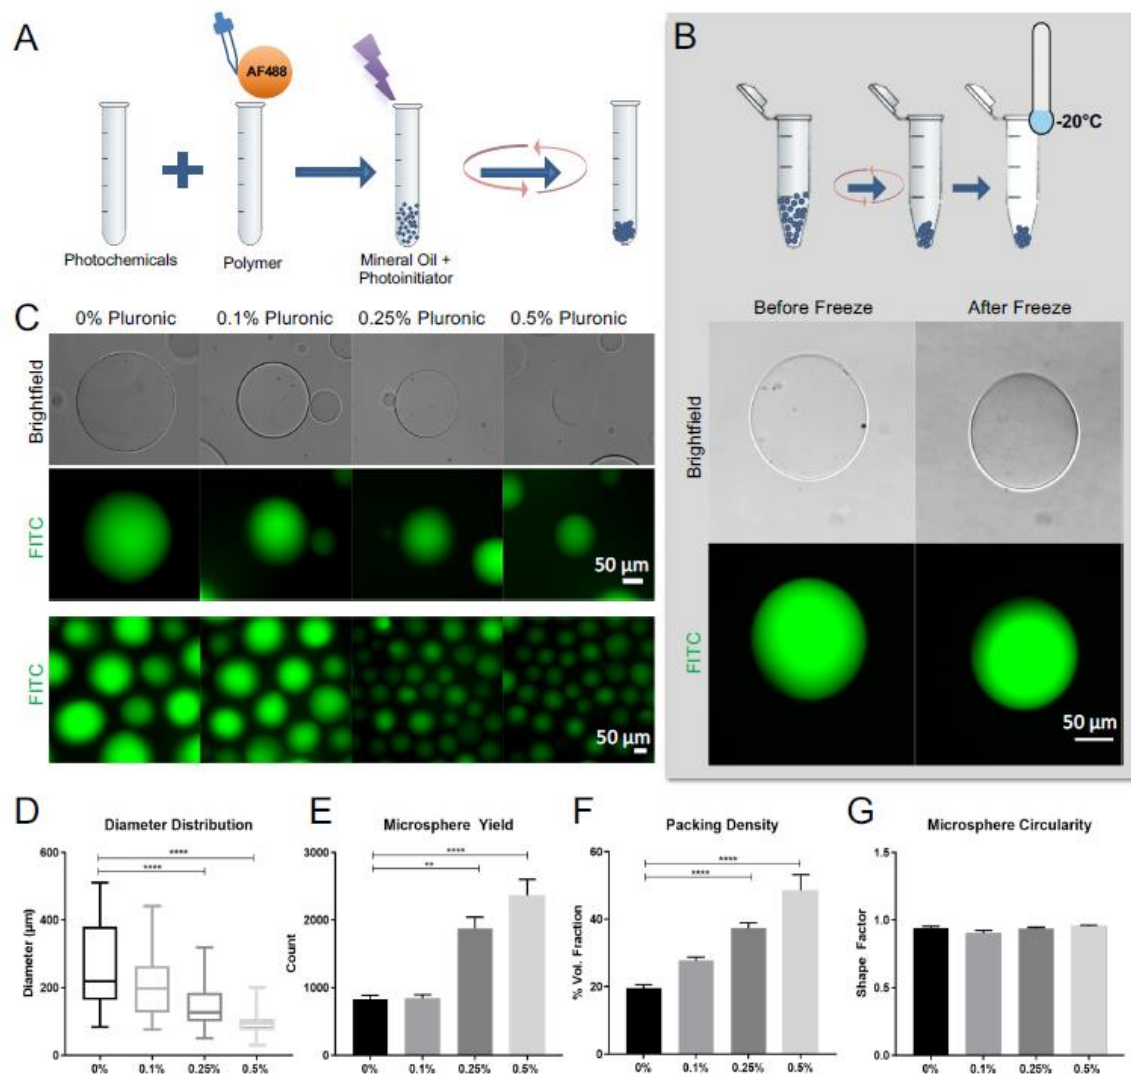 A
AF488
Photochemicals
Polymer
Mineral Oil +
Photoinitiator
B
-20°C
Before Freeze
After Freeze
Brightfield
FITC
50 µm
C
0% Pluronic
0.1% Pluronic
0.25% Pluronic
0.5% Pluronic
Brightfield
FITC
50 µm
FITC
50 µm
D
Diameter Distribution
****
****
Diameter (µm)
600
400
200
0
0%
0.1%
0.25%
0.5%
E
Microsphere Yield
****
**
Count
3000
2000
1000
0
0%
0.1%
0.25%
0.5%
F
Packing Density
****
****
% Vol. Fraction
60
40
20
0
0%
0.1%
0.25%
0.5%
G
Microsphere Circularity
Shape Factor
1.5
1.0
0.5
0.0
0%
0.1%
0.25%
0.5%